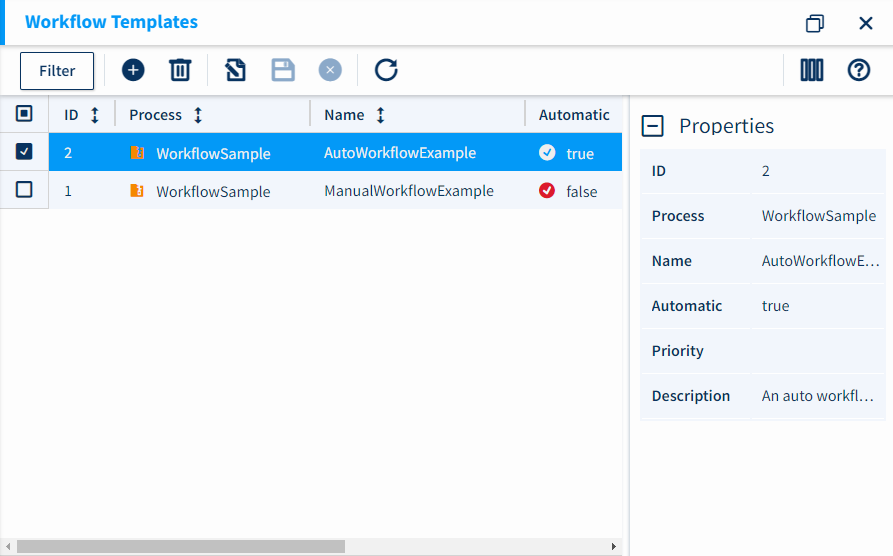 Workflow Templates
Filter
ID Process Name Automatic
2 WorkflowSample AutoWorkflowExample true
1 WorkflowSample ManualWorkflowExample false
Properties
ID 2
Process WorkflowSample
Name AutoWorkflowE...
Automatic true
Priority
Description An auto workfl...